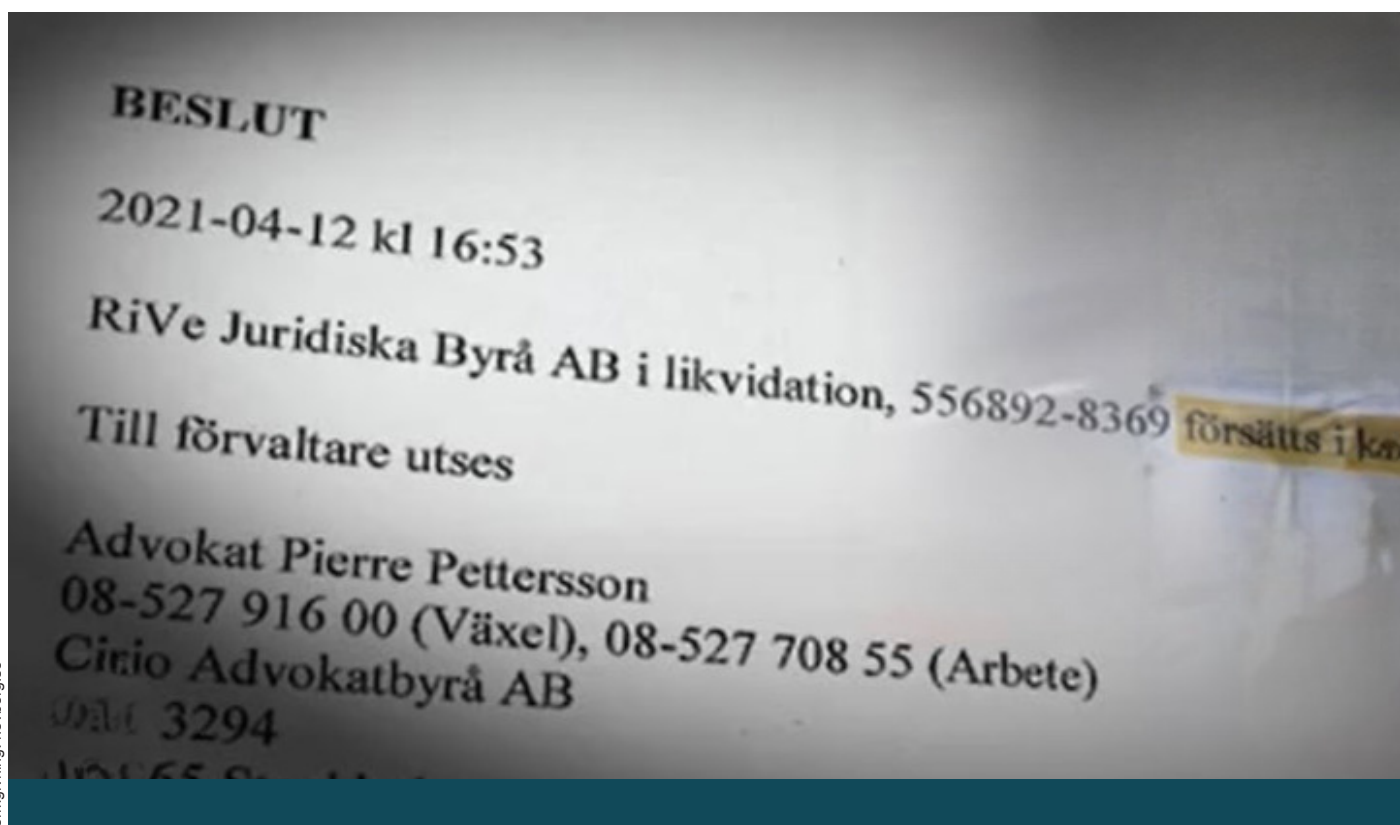 BESLUT
2021-04-12 kl 16:53
RiVe Juridiska Byrå AB i likvidation, 556892-8369 försätts i
Till förvaltare utses
Advokat Pierre Pettersson
08-527 916 00 (Växel), 08-527 708 55 (Arbete)
Cirio Advokatbyrå AB
3294